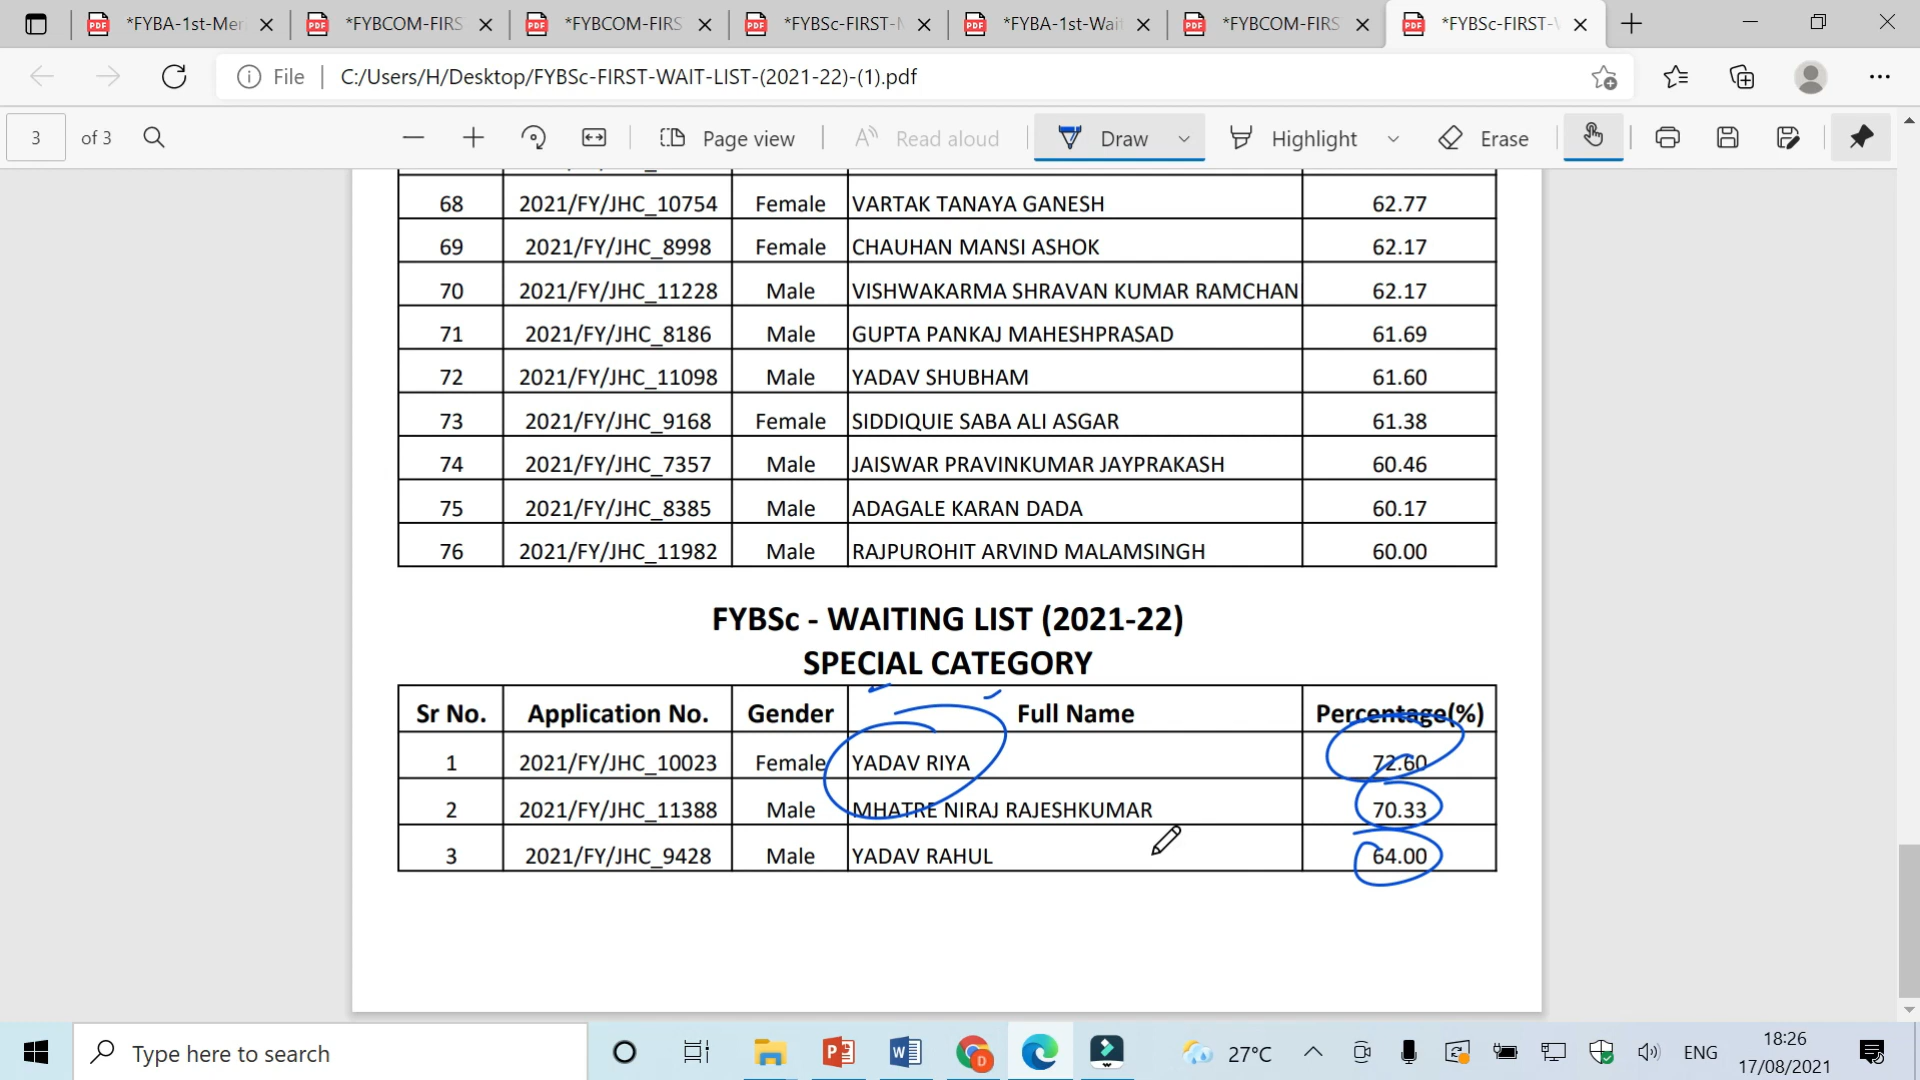 *FYBA-1st-Mer
*FYBCOM-FIRS
*FYBCOM-FIRS
*FYBSc-FIRST-M
*FYBA-1st-Wait
*FYBCOM-FIRS
*FYBSc-FIRST-W
File C:/Users/H/Desktop/FYBSc-FIRST-WAIT-LIST-(2021-22)-(1).pdf
3 of 3 Page view Read aloud Draw Highlight Erase
68 2021/FY/JHC_10754 Female VARTAK TANAYA GANESH 62.77
69 2021/FY/JHC_8998 Female CHAUHAN MANSI ASHOK 62.17
70 2021/FY/JHC_11228 Male VISHWAKARMA SHRAVAN KUMAR RAMCHAN 62.17
71 2021/FY/JHC_8186 Male GUPTA PANKAJ MAHESHPRASAD 61.69
72 2021/FY/JHC_11098 Male YADAV SHUBHAM 61.60
73 2021/FY/JHC_9168 Female SIDDIQUIE SABA ALI ASGAR 61.38
74 2021/FY/JHC_7357 Male JAISWAR PRAVINKUMAR JAYPRAKASH 60.46
75 2021/FY/JHC_8385 Male ADAGALE KARAN DADA 60.17
76 2021/FY/JHC_11982 Male RAJPUROHIT ARVIND MALAMSINGH 60.00
FYBSc - WAITING LIST (2021-22)
SPECIAL CATEGORY
Sr No. Application No. Gender Full Name Percentage(%)
1 2021/FY/JHC_10023 Female YADAV RIYA 72.60
2 2021/FY/JHC_11388 Male MHATRE NIRAJ RAJESHKUMAR 70.33
3 2021/FY/JHC_9428 Male YADAV RAHUL 64.00
Type here to search
27°C
ENG
18:26
17/08/2021